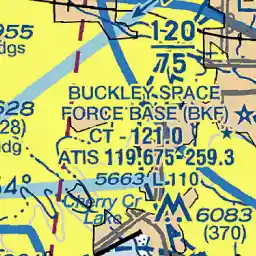 955
dgs
120
75
BUCKLEY SPACE
FORCE BASE (BKF)
CT - 121.0
ATIS 119.675 259.3
5663 L 110
628
28)
dg
4°
Cherry Cr
Lake
6083
(370)